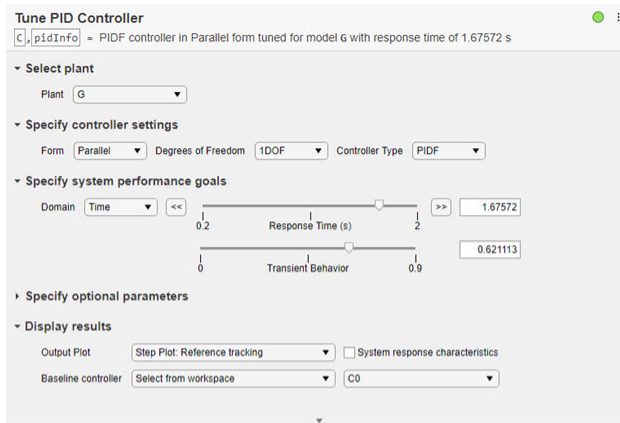 Tune PID Controller
C , pidInfo = PIDF controller in Parallel form tuned for model G with response time of 1.67572 s
Select plant
Plant G
Specify controller settings
Form Parallel Degrees of Freedom 1DOF Controller Type PIDF
Specify system performance goals
Domain Time << >> 1.67572
0.2 Response Time (s) 2
0.621113
0 Transient Behavior 0.9
Specify optional parameters
Display results
Output Plot Step Plot: Reference tracking System response characteristics
Baseline controller Select from workspace C0